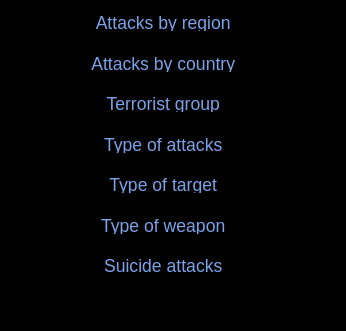 Attacks by region
Attacks by country
Terrorist group
Type of attacks
Type of target
Type of weapon
Suicide attacks